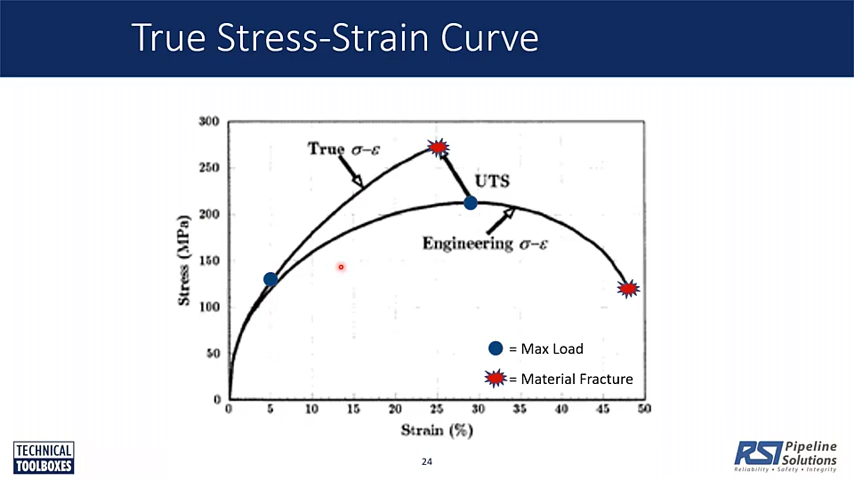 True Stress-Strain Curve
300
250
200
150
100
50
0
Stress (MPa)
True σ–ε
UTS
Engineering σ–ε
= Max Load
= Material Fracture
0 5 10 15 20 25 30 35 40 45 50
Strain (%)
TECHNICAL
TOOLBOXES
24
RSI Pipeline
Solutions
Reliability • Safety • Integrity